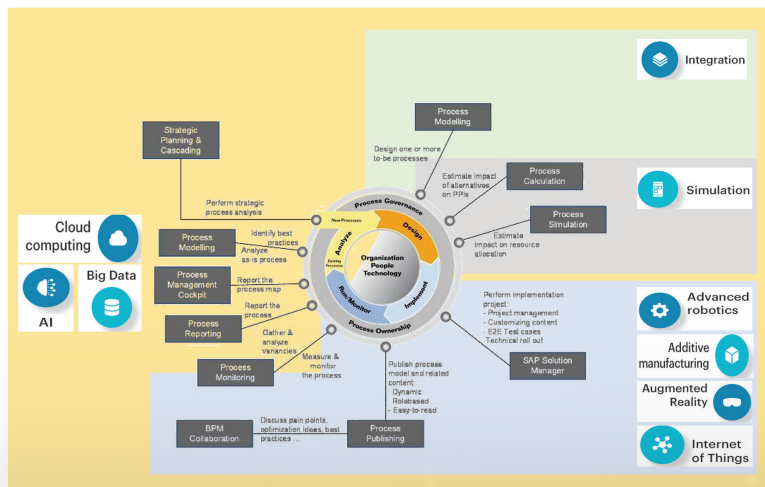 Integration
Process
Modelling
Strategic
Planning &
Cascading
Design one or more
to-be processes
Estimate impact
of alternatives
on PPIs
Process
Calculation
Simulation
Perform strategic
process analysis
Process Governance
New Processes
Design
Process
Simulation
Estimate
impact on resource
allocation
Cloud
computing
Identify best
practices
Process
Modelling
Analyze
as-is process
Analyze
Existing
Processes
Organization
People
Technology
Big Data
AI
Process
Management
Cockpit
Report the
process map
Run/Monitor
Implement
Process
Reporting
Report the
process
Process Ownership
Gather &
analyze
variancies
Process
Monitoring
Measure &
monitor
the process
Perform implementation
project:
- Project management
- Customizing content
- E2E Test cases
Technical roll out
SAP Solution
Manager
Advanced
robotics
Additive
manufacturing
Augmented
Reality
Internet
of Things
Publish process
model and related
content:
Dynamic
Rolebased
- Easy-to-read
BPM
Collaboration
Discuss pain points,
optimization ideas, best
practices ...
Process
Publishing